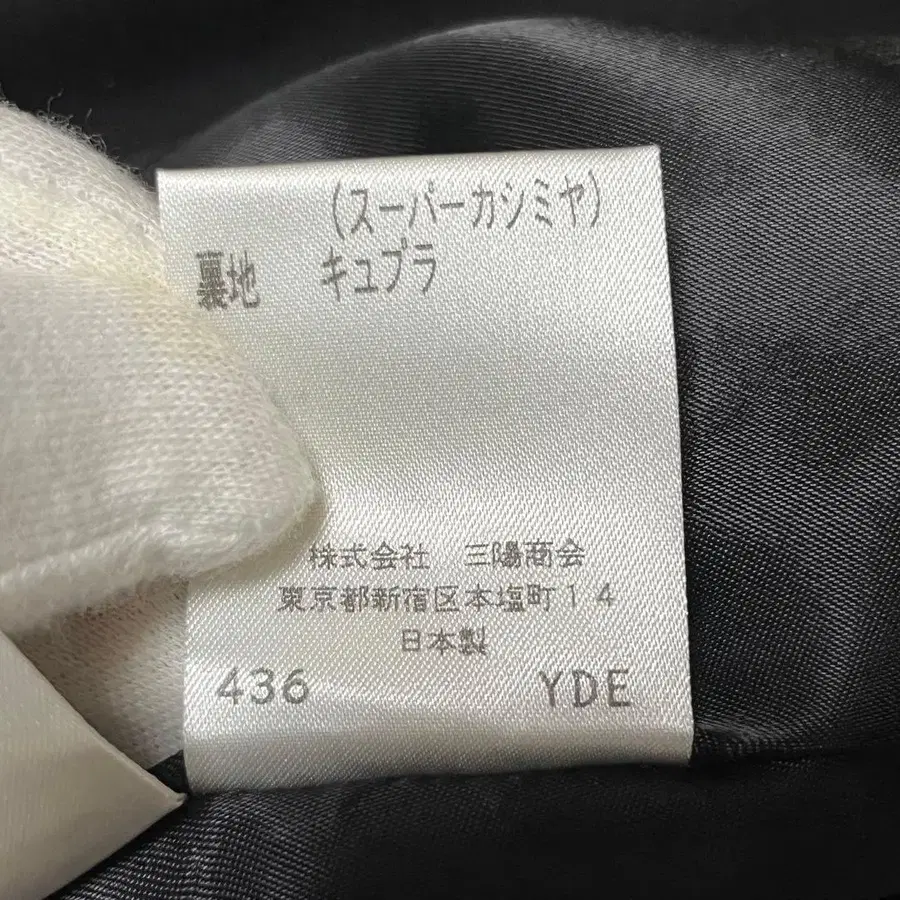 (スーパーカシミヤ)
裏地 キュプラ
株式会社 三陽商会
東京都新宿区本塩町14
日本製
436 YDE